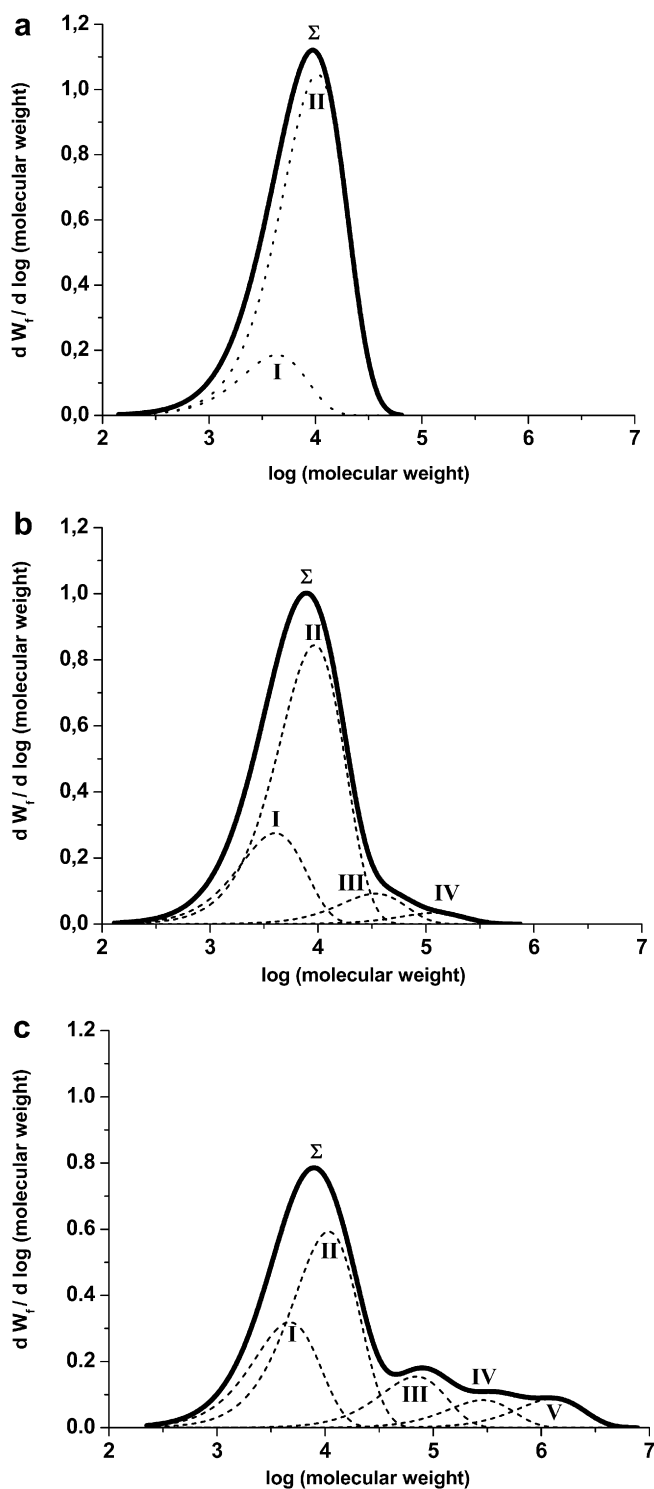 a
1,2
1,0
0,8
0,6
0,4
0,2
0,0
d W_f / d log (molecular weight)
Σ
II
I
2 3 4 5 6 7
log (molecular weight)
b
1,2
1,0
0,8
0,6
0,4
0,2
0,0
d W_f / d log (molecular weight)
Σ
II
I
III
IV
2 3 4 5 6 7
log (molecular weight)
c
1.2
1.0
0.8
0.6
0.4
0.2
0.0
d W_f / d log (molecular weight)
Σ
II
I
III
IV
V
2 3 4 5 6 7
log (molecular weight)